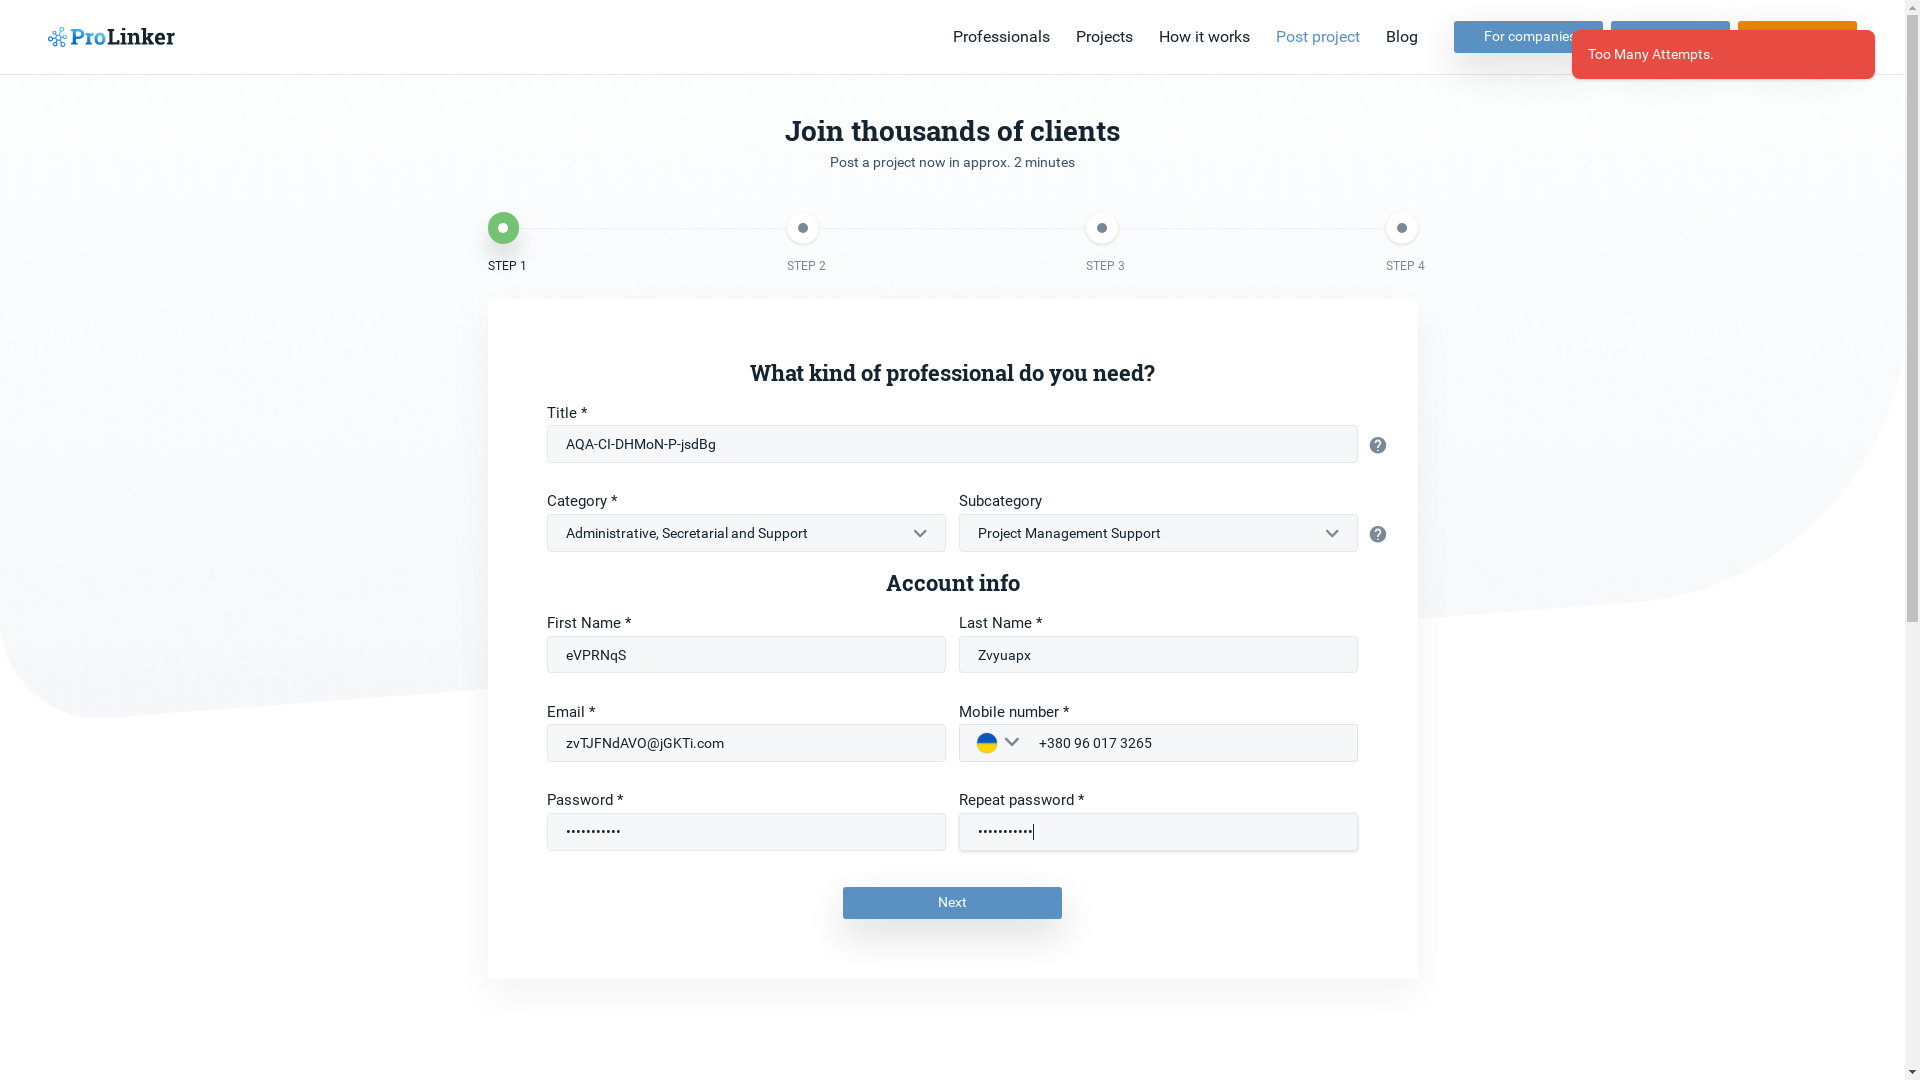 ProLinker
Professionals Projects How it works Post project Blog For companies
Too Many Attempts.
Join thousands of clients
Post a project now in approx. 2 minutes
STEP 1 STEP 2 STEP 3 STEP 4
What kind of professional do you need?
Title *
AQA-CI-DHMoN-P-jsdBg
Category * Subcategory
Administrative, Secretarial and Support Project Management Support
Account info
First Name * Last Name *
eVPRNqS Zvyuapx
Email * Mobile number *
zvTJFNdAVO@jGKTi.com +380 96 017 3265
Password * Repeat password *
••••••••••• •••••••••••
Next